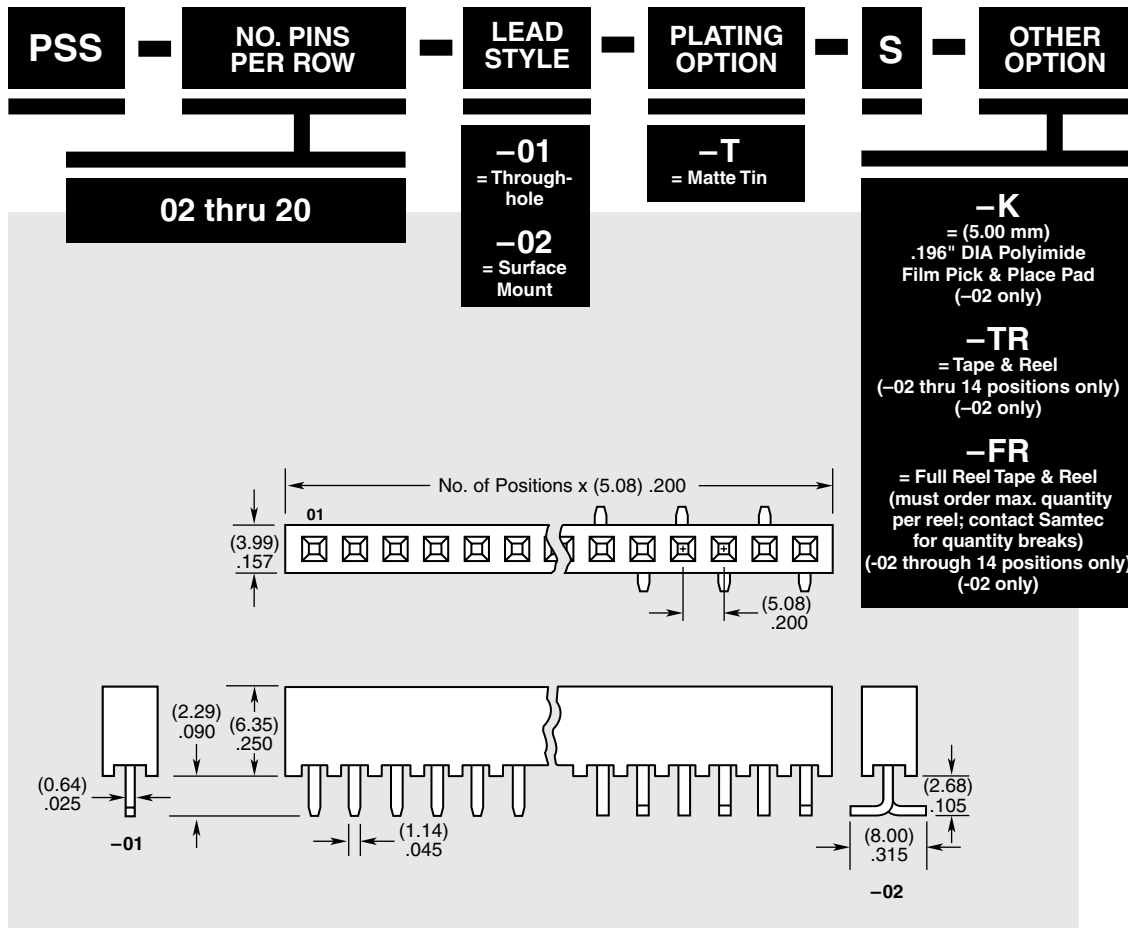 PSS – NO. PINS PER ROW – LEAD STYLE – PLATING OPTION – S – OTHER OPTION
02 thru 20
–01
= Through-
hole
–02
= Surface
Mount
–T
= Matte Tin
–K
= (5.00 mm)
.196" DIA Polyimide
Film Pick & Place Pad
(–02 only)
–TR
= Tape & Reel
(–02 thru 14 positions only)
(–02 only)
–FR
= Full Reel Tape & Reel
(must order max. quantity
per reel; contact Samtec
for quantity breaks)
(-02 through 14 positions only)
(-02 only)
No. of Positions x (5.08) .200
01
(3.99)
.157
(5.08)
.200
(2.29)
.090
(6.35)
.250
(0.64)
.025
–01
(1.14)
.045
(2.68)
.105
(8.00)
.315
–02